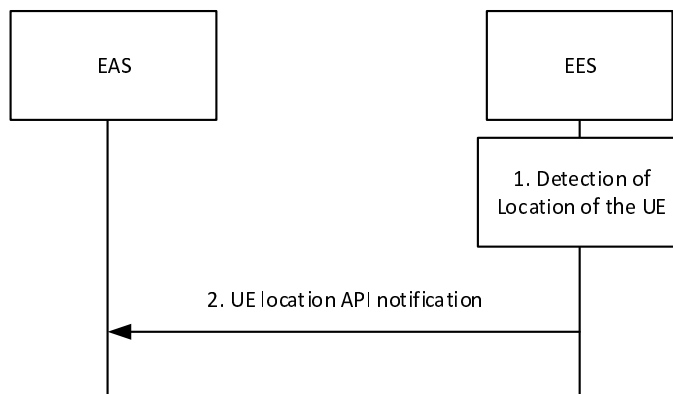 EAS
EES
1. Detection of
Location of the UE
2. UE location API notification